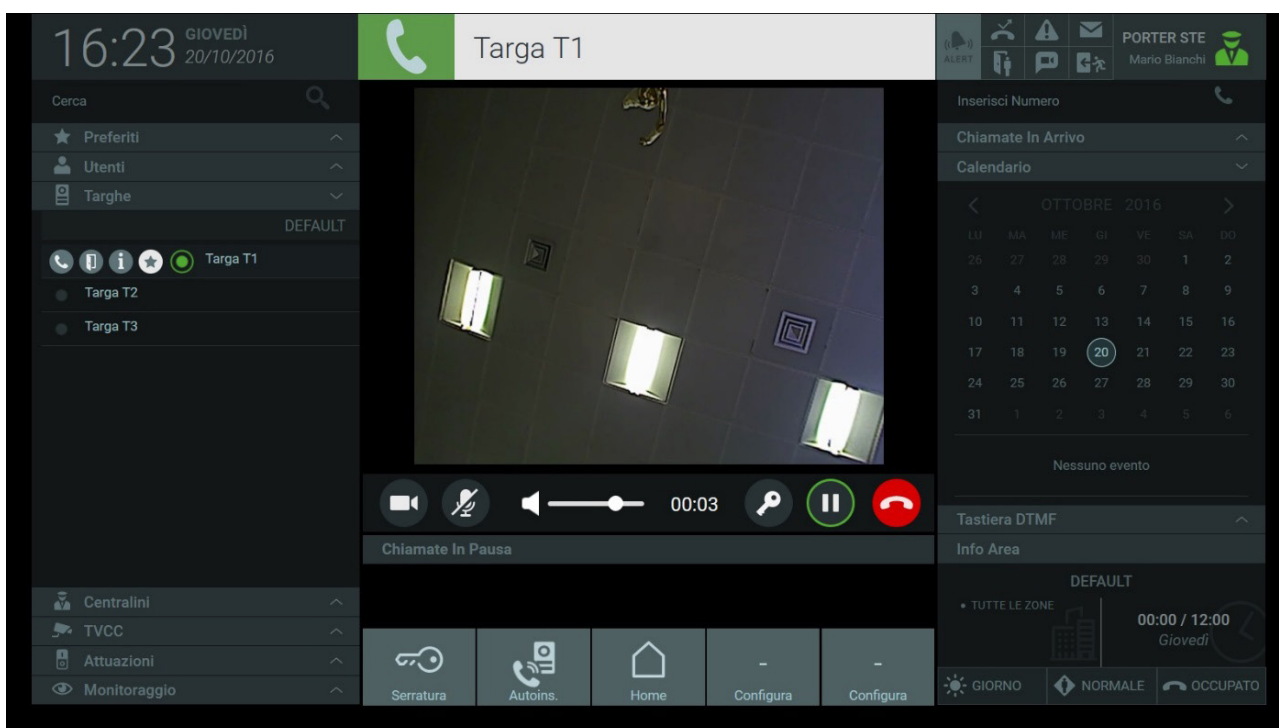 16:23 GIOVEDÌ
20/10/2016
Targa T1
ALERT
PORTER STE
Mario Bianchi
Cerca
Preferiti
Utenti
Targhe
DEFAULT
Targa T1
Targa T2
Targa T3
Centralini
TVCC
Attuazioni
Monitoraggio
00:03
Chiamate In Pausa
Serratura
Autoins.
Home
- Configura
- Configura
Inserisci Numero
Chiamate In Arrivo
Calendario
OTTOBRE 2016
LU MA ME GI VE SA DO
26 27 28 29 30 1 2
3 4 5 6 7 8 9
10 11 12 13 14 15 16
17 18 19 20 21 22 23
24 25 26 27 28 29 30
31 1 2 3 4 5 6
Nessuno evento
Tastiera DTMF
Info Area
DEFAULT
• TUTTE LE ZONE
00:00 / 12:00
Giovedì
GIORNO
NORMALE
OCCUPATO